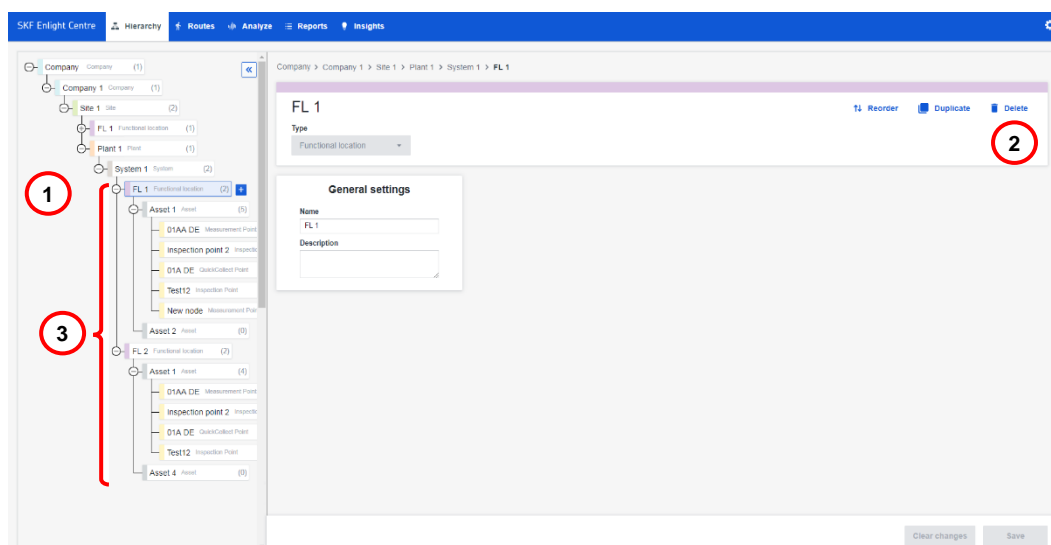 SKF Enlight Centre Hierarchy Routes Analyze Reports Insights
Company Company (1)
Company 1 Company (1)
Site 1 Site (2)
FL 1 Functional location (1)
Plant 1 Plant (1)
System 1 System (2)
FL 1 Functional location (2) +
Asset 1 Asset (5)
01AA DE Measurement Point
Inspection point 2 Inspectio
01A DE QuickCollect Point
Test12 Inspection Point
New node Measurement Poin
Asset 2 Asset (0)
FL 2 Functional location (2)
Asset 1 Asset (4)
01AA DE Measurement Point
Inspection point 2 Inspectio
01A DE QuickCollect Point
Test12 Inspection Point
Asset 4 Asset (0)
1
3
Company > Company 1 > Site 1 > Plant 1 > System 1 > FL 1
FL 1
Reorder Duplicate Delete
Type
Functional location
2
General settings
Name
FL 1
Description
Clear changes Save